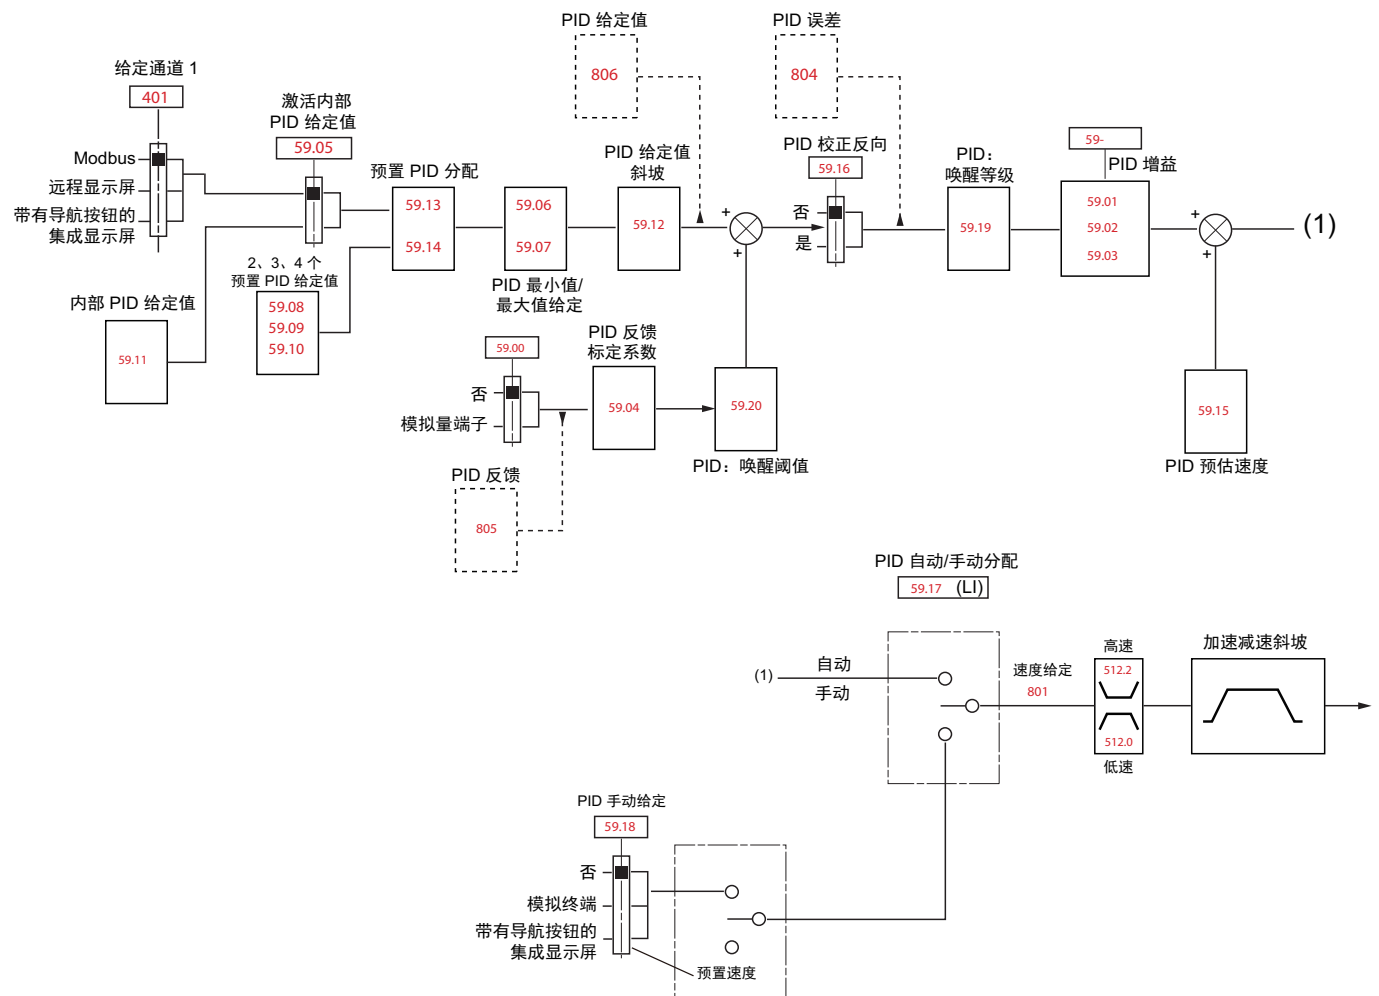 PID 给定值
806
PID 误差
804
给定通道 1
401
Modbus
远程显示屏
带有导航按钮的
集成显示屏
激活内部
PID 给定值
59.05
预置 PID 分配
59.13
59.14
59.06
59.07
PID 最小值/
最大值给定
PID 给定值
斜坡
59.12
+
+
PID 校正反向
59.16
否
是
PID：
唤醒等级
59.19
59-
PID 增益
59.01
59.02
59.03
+
+
(1)
内部 PID 给定值
59.11
2、3、4 个
预置 PID 给定值
59.08
59.09
59.10
59.00
否
模拟量端子
PID 反馈
标定系数
59.04
59.20
PID：唤醒阈值
59.15
PID 预估速度
PID 反馈
805
PID 自动/手动分配
59.17 (LI)
(1)
自动
手动
速度给定
801
高速
512.2
512.0
低速
加速减速斜坡
PID 手动给定
59.18
否
模拟终端
带有导航按钮的
集成显示屏
预置速度